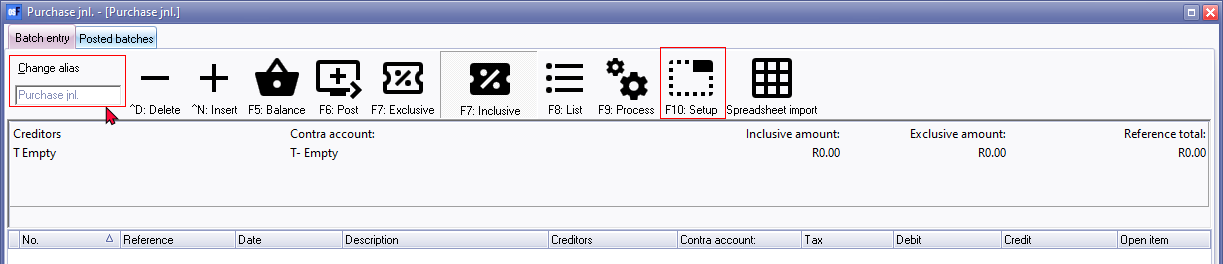 Purchase jnl. - [Purchase jnl.]
Batch entry Posted batches
Change alias
Purchase jnl.
^D: Delete ^N: Insert F5: Balance F6: Post F7: Exclusive F7: Inclusive F8: List F9: Process F10: Setup Spreadsheet import
Creditors Contra account: Inclusive amount: Exclusive amount: Reference total:
T Empty T- Empty R0.00 R0.00 R0.00
No. Reference Date Description Creditors Contra account: Tax Debit Credit Open item